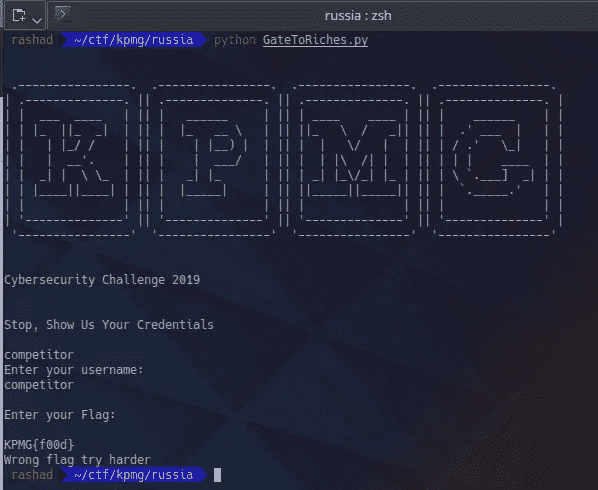 russia : zsh
rashad ~/ctf/kpmg/russia python GateToRiches.py
KPMG
Cybersecurity Challenge 2019
Stop, Show Us Your Credentials
competitor
Enter your username:
competitor
Enter your Flag:
KPMG{f00d}
Wrong flag try harder
rashad ~/ctf/kpmg/russia